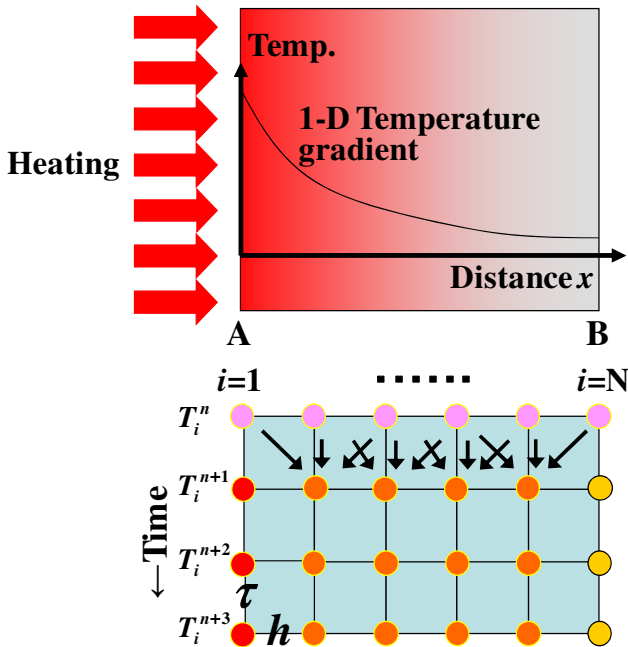 Temp.
1-D Temperature
gradient
Heating
Distance x
A
B
i=1
......
i=N
T_i^n
T_i^{n+1}
T_i^{n+2}
T_i^{n+3}
←Time
τ
h